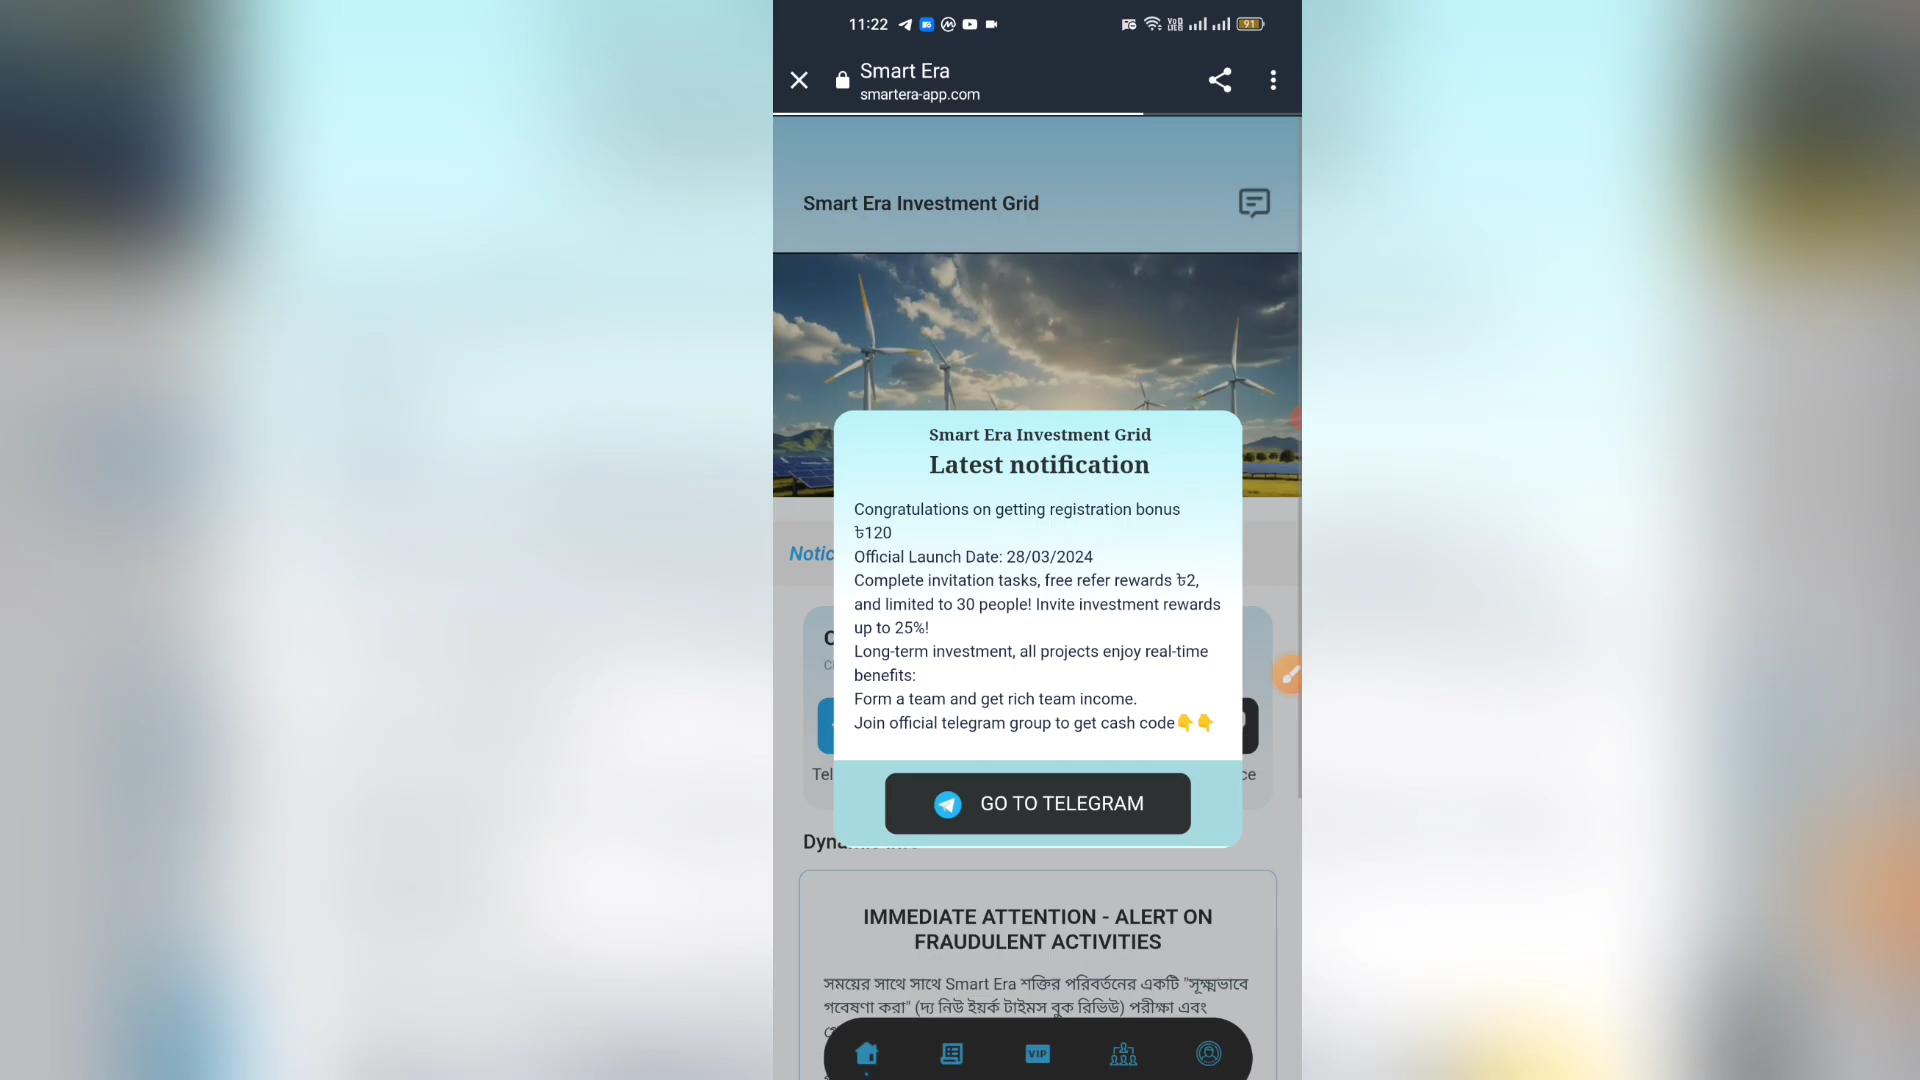 11:22
91
Smart Era
smartera-app.com
Smart Era Investment Grid
Smart Era Investment Grid
Latest notification
Congratulations on getting registration bonus
৳120
Official Launch Date: 28/03/2024
Complete invitation tasks, free refer rewards ৳2,
and limited to 30 people! Invite investment rewards
up to 25%!
Long-term investment, all projects enjoy real-time
benefits:
Form a team and get rich team income.
Join official telegram group to get cash code👇👇
GO TO TELEGRAM
IMMEDIATE ATTENTION - ALERT ON
FRAUDULENT ACTIVITIES
সময়ের সাথে সাথে Smart Era শক্তির পরিবর্তনের একটি "সূক্ষ্মভাবে
গবেষণা করা" (দ্য নিউ ইয়র্ক টাইমস বুক রিভিউ) পরীক্ষা এবং
VIP